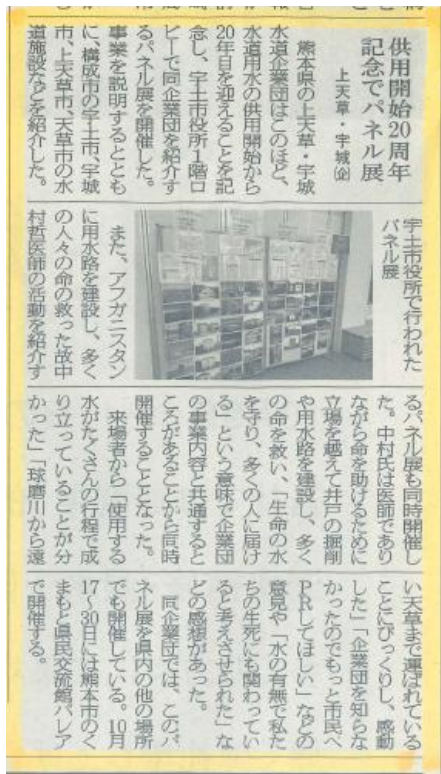 供用開始20周年
記念でパネル展
上天草・宇城㈽
熊本県の上天草・宇城
水道企業団はこのほど、
水道用水の供用開始から
20年目を迎えることを記
念し、宇土市役所1階ロ
ビーで同企業団を紹介す
るパネル展を開催した。
事業を説明するととも
に、構成市の宇土市、宇城
市、上天草市、天草市の水
道施設などを紹介した。
宇土市役所で行われた
パネル展
また、アフガニスタン
に用水路を建設し、多く
の人々の命の救った故中
村哲医師の活動を紹介す
る。パネル展も同時開催し
た。中村氏は医師であり
ながら命を助けるために
立場を越えて井戸の掘削
や用水路を建設し、多く
の命を救い、「生命の水
を守り、多くの人に届け
る」という意味で企業団
の事業内容と共通すると
ころがあることから同時
開催することとなった。
来場者から「使用する
水がたくさんの行程で成
り立っていることが分
かった」「球磨川から遠
い天草まで運ばれている
ことにびっくりし、感動
した」「企業団を知らな
かったのでもっと市民へ
PRしてほしい」などの
意見や「水の有無で私た
ちの生死にも関わってい
ると考えさせられた」な
どの感想があった。
同企業団では、このパ
ネル展を県内の他の場所
でも開催している。10月
17～30日には熊本市のく
まもと県民交流館パレア
で開催する。